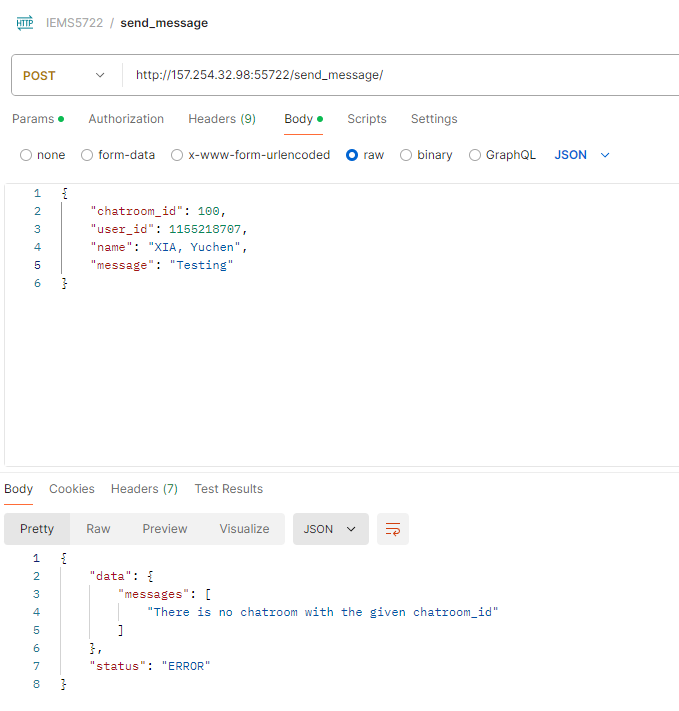 HTTP IEMS5722 / send_message
POST http://157.254.32.98:55722/send_message/
Params Authorization Headers (9) Body Scripts Settings
none form-data x-www-form-urlencoded raw binary GraphQL JSON
1 {
2 "chatroom_id": 100,
3 "user_id": 1155218707,
4 "name": "XIA, Yuchen",
5 "message": "Testing"
6 }
Body Cookies Headers (7) Test Results
Pretty Raw Preview Visualize JSON
1 {
2 "data": {
3 "messages": [
4 "There is no chatroom with the given chatroom_id"
5 ]
6 },
7 "status": "ERROR"
8 }